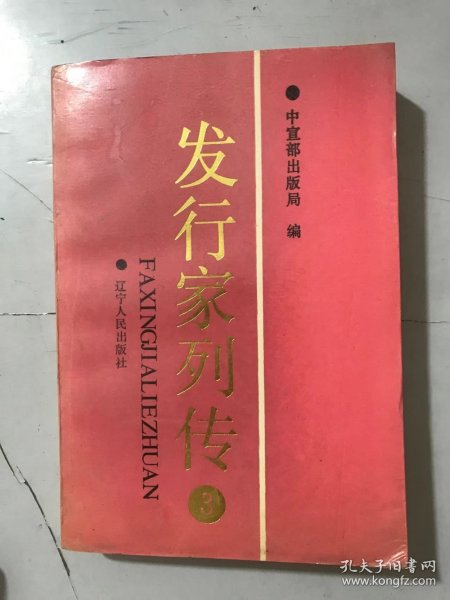 中宣部出版局 编
发行家列传
3
FAXINGJIALIEZHUAN
辽宁人民出版社
孔夫子旧书网
www.kongfz.com